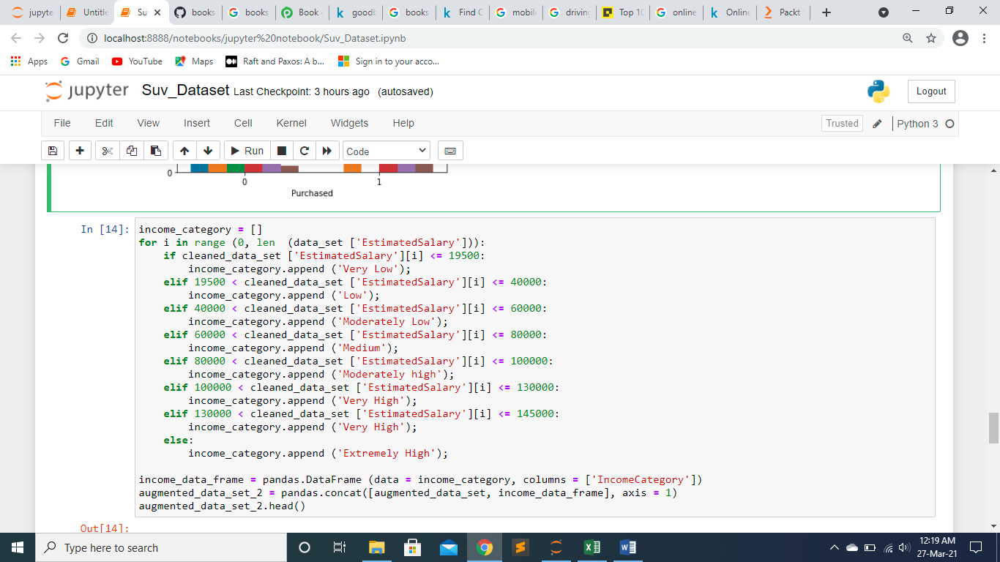 jupyte Untitle Su books books Book goodb books Find C mobil driving Top 10 online Online Packt
localhost:8888/notebooks/jupyter%20notebook/Suv_Dataset.ipynb
Apps Gmail YouTube Maps Raft and Paxos: A b... Sign in to your acco...
jupyter Suv_Dataset Last Checkpoint: 3 hours ago (autosaved) Logout
File Edit View Insert Cell Kernel Widgets Help Trusted Python 3
Run Code
0
0 1
Purchased
In [14]: income_category = []
for i in range (0, len  (data_set ['EstimatedSalary'])):
    if cleaned_data_set ['EstimatedSalary'][i] <= 19500:
        income_category.append ('Very Low');
    elif 19500 < cleaned_data_set ['EstimatedSalary'][i] <= 40000:
        income_category.append ('Low');
    elif 40000 < cleaned_data_set ['EstimatedSalary'][i] <= 60000:
        income_category.append ('Moderately Low');
    elif 60000 < cleaned_data_set ['EstimatedSalary'][i] <= 80000:
        income_category.append ('Medium');
    elif 80000 < cleaned_data_set ['EstimatedSalary'][i] <= 100000:
        income_category.append ('Moderately high');
    elif 100000 < cleaned_data_set ['EstimatedSalary'][i] <= 130000:
        income_category.append ('Very High');
    elif 130000 < cleaned_data_set ['EstimatedSalary'][i] <= 145000:
        income_category.append ('Very High');
    else:
        income_category.append ('Extremely High');
income_data_frame = pandas.DataFrame (data = income_category, columns = ['IncomeCategory'])
augmented_data_set_2 = pandas.concat([augmented_data_set, income_data_frame], axis = 1)
augmented_data_set_2.head()
Out[14]:
Type here to search 12:19 AM
27-Mar-21